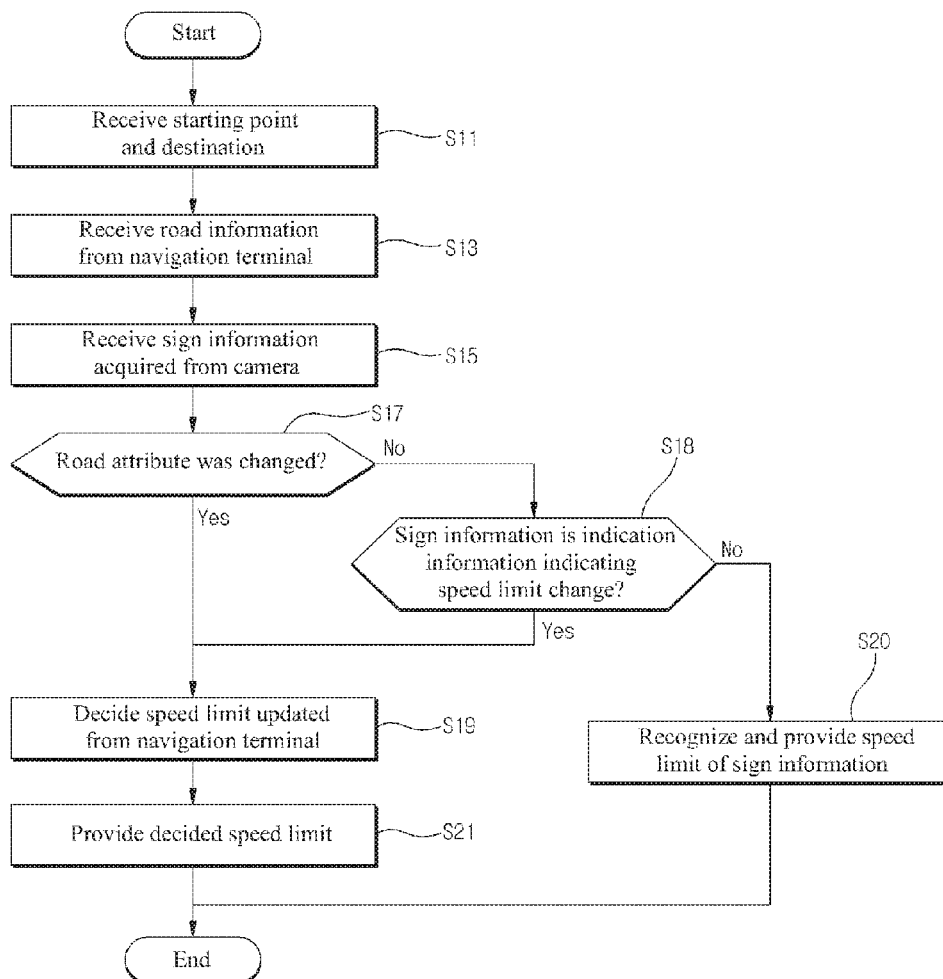 Start
Receive starting point
and destination
S11
Receive road information
from navigation terminal
S13
Receive sign information
acquired from camera
S15
S17
Road attribute was changed?
No
Yes
S18
Sign information is indication
information indicating
speed limit change?
No
Yes
S20
Recognize and provide speed
limit of sign information
Decide speed limit updated
from navigation terminal
S19
Provide decided speed limit
S21
End